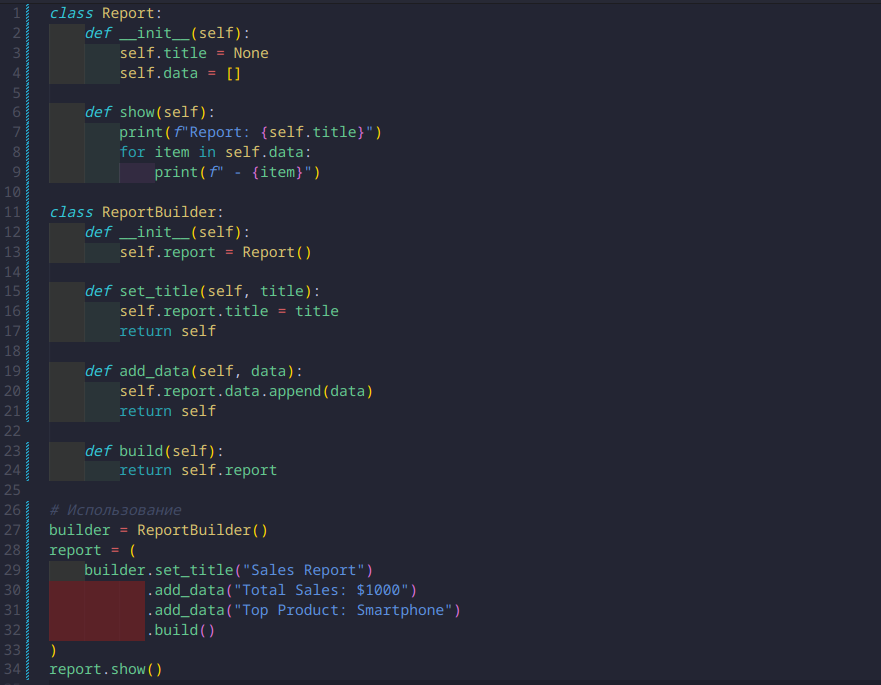 1 class Report:
2     def __init__(self):
3         self.title = None
4         self.data = []
5
6     def show(self):
7         print(f"Report: {self.title}")
8         for item in self.data:
9             print(f" - {item}")
10
11 class ReportBuilder:
12     def __init__(self):
13         self.report = Report()
14
15     def set_title(self, title):
16         self.report.title = title
17         return self
18
19     def add_data(self, data):
20         self.report.data.append(data)
21         return self
22
23     def build(self):
24         return self.report
25
26 # Использование
27 builder = ReportBuilder()
28 report = (
29     builder.set_title("Sales Report")
30            .add_data("Total Sales: $1000")
31            .add_data("Top Product: Smartphone")
32            .build()
33 )
34 report.show()